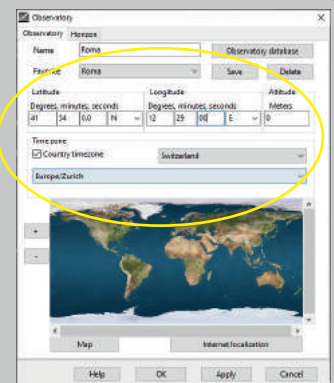 Observatory
Observatory Horizon
Name Roma Observatory database
Favorite Roma Save Delete
Latitude Longitude Altitude
Degrees, minutes, seconds Degrees, minutes, seconds Meters
41 54 0.0 N 12 29 00 E 0
Time zone
Country timezone Switzerland
Europe/Zurich
+
-
Map Internet localization
Help OK Apply Cancel